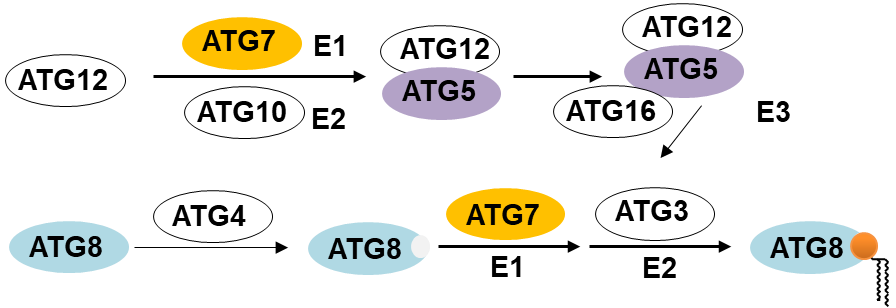 ATG12
ATG7
E1
ATG10
E2
ATG12
ATG5
ATG12
ATG5
ATG16
E3
ATG8
ATG4
ATG8
ATG7
E1
ATG3
E2
ATG8